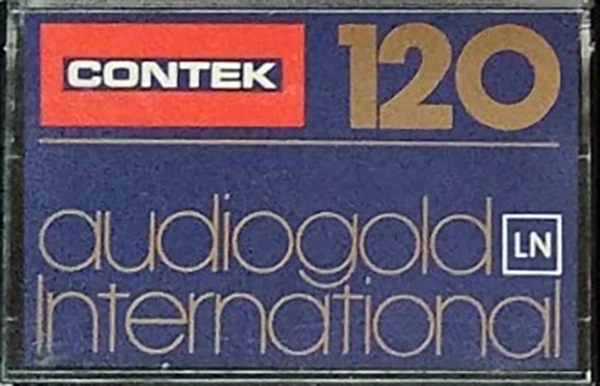 CONTEK 120
audiogold LN
International